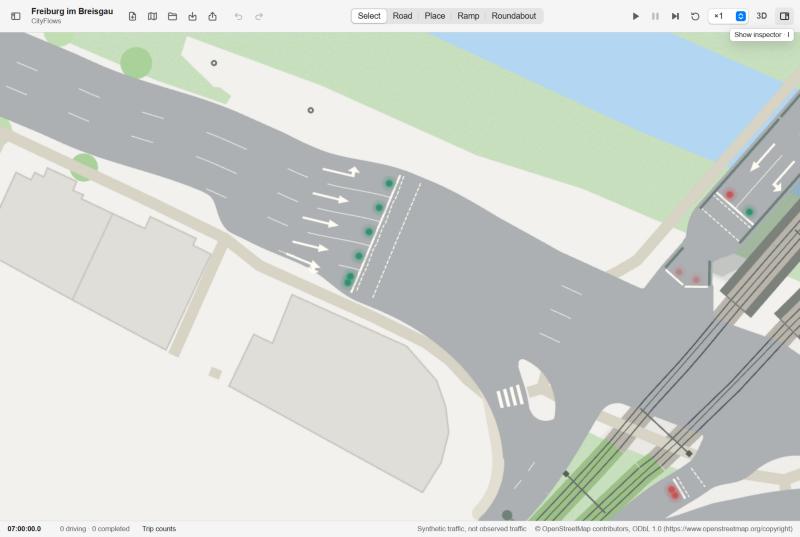 Freiburg im Breisgau
CityFlows
Select Road Place Ramp Roundabout
×1
3D
Show inspector · I
07:00:00.0 0 driving · 0 completed Trip counts
Synthetic traffic, not observed traffic © OpenStreetMap contributors, ODbL 1.0 (https://www.openstreetmap.org/copyright)